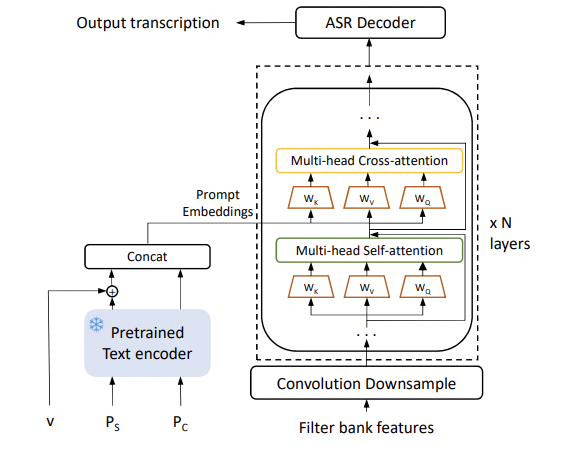 Output transcription
ASR Decoder
. . .
Multi-head Cross-attention
W_K
W_V
W_Q
Prompt
Embeddings
x N
layers
Multi-head Self-attention
Concat
W_K
W_V
W_Q
+
Pretrained
Text encoder
. . .
Convolution Downsample
v
P_S
P_C
Filter bank features